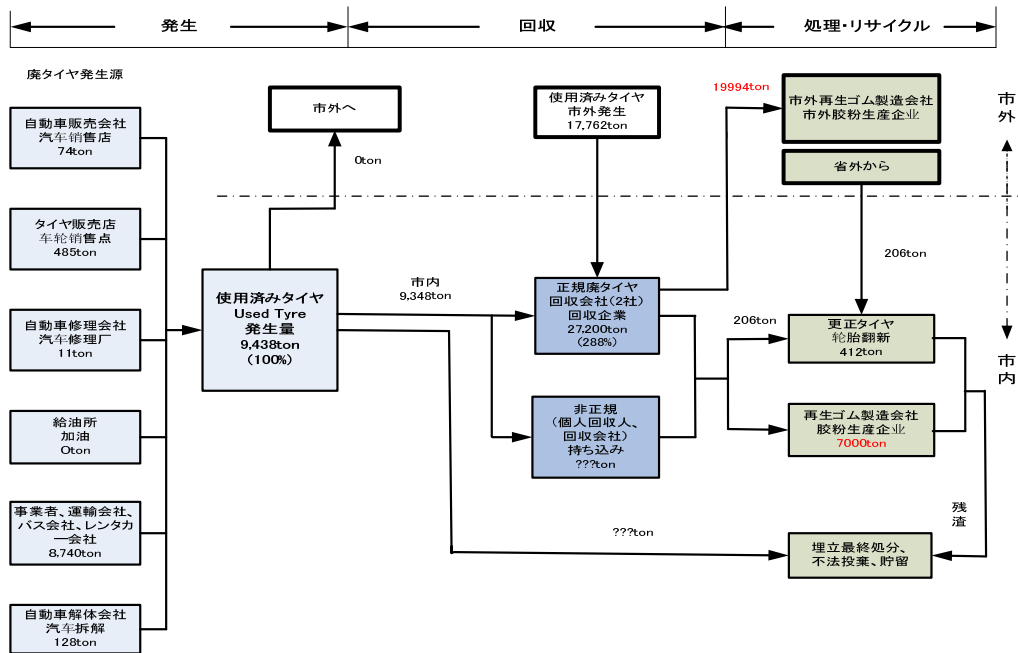 発生
回収
処理・リサイクル
廃タイヤ発生源
自動車販売会社
汽车销售店
74ton
タイヤ販売店
车轮销售点
485ton
自動車修理会社
汽车修理厂
11ton
給油所
加油
0ton
事業者、運輸会社、
バス会社、レンタカ
ー会社
8,740ton
自動車解体会社
汽车拆解
128ton
市外へ
0ton
使用済みタイヤ
Used Tyre
発生量
9,438ton
(100%)
市内
9,348ton
使用済みタイヤ
市外発生
17,762ton
正規廃タイヤ
回収会社(2社)
回収企業
27,200ton
(288%)
非正規
(個人回収人、
回収会社)
持ち込み
???ton
???ton
19994ton
市外再生ゴム製造会社
市外胶粉生産企业
省外から
206ton
206ton
更正タイヤ
轮胎翻新
412ton
再生ゴム製造会社
胶粉生産企业
7000ton
残渣
埋立最終処分、
不法投棄、貯留
市外
市内